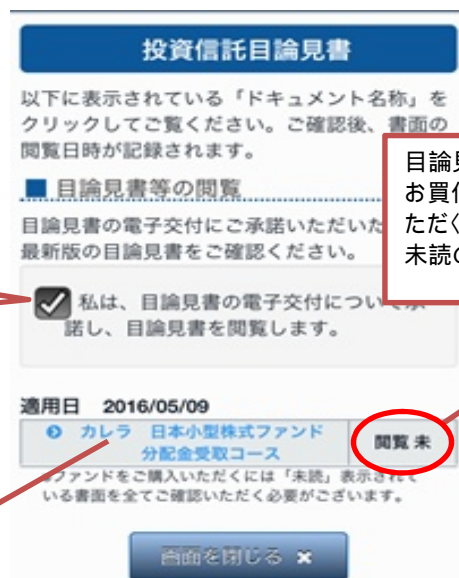 投資信託目論見書
以下に表示されている「ドキュメント名称」を
クリックしてご覧ください。ご確認後、書面の
閲覧日時が記録されます。
目論見書等の閲覧
目論見
お買付
ただく
未読の
目論見書の電子交付にご承諾いただいた
最新版の目論見書をご確認ください。
私は、目論見書の電子交付につい 承
諾し、目論見書を閲覧します。
適用日 2016/05/09
カレラ 日本小型株式ファンド
分配金受取コース
閲覧 未
ファンドをご購入いただくには「未読」表示されて
いる書面を全てご確認いただく必要がございます。
画面を閉じる ×